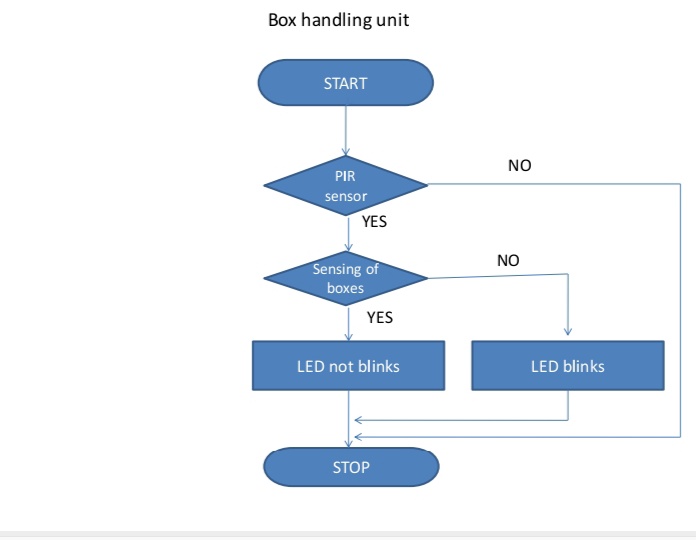 Box handling unit
START
PIR
sensor
NO
YES
Sensing of
boxes
NO
YES
LED not blinks
LED blinks
STOP